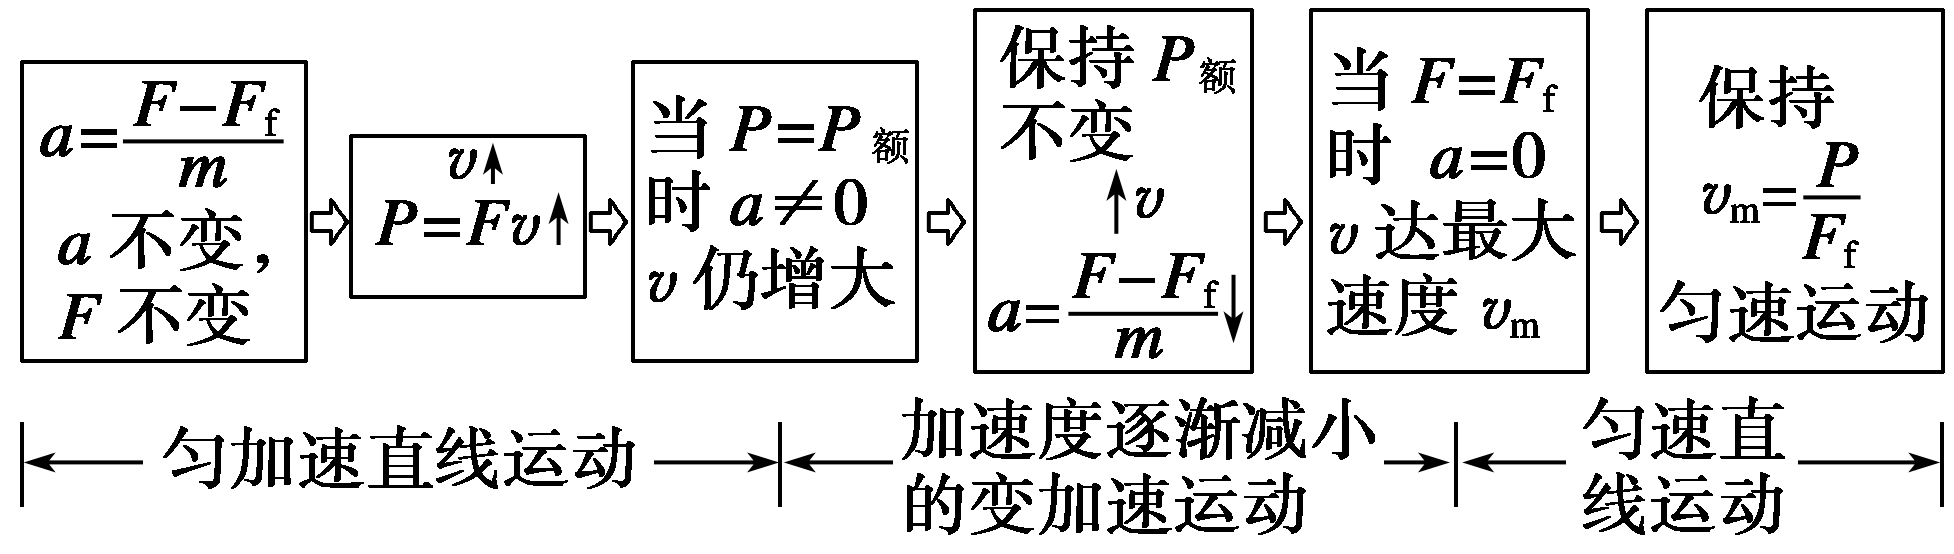 a=\frac{F-F_f}{m}
a 不变,
F 不变
v↑
P=Fv↑
当 P=P额
时 a≠0
v 仍增大
保持 P额
不变
↑v
a=\frac{F-F_f}{m}↓
当 F=F_f
时 a=0
v 达最大
速度 v_m
保持
v_m=\frac{P}{F_f}
匀速运动
匀加速直线运动
加速度逐渐减小
的变加速运动
匀速直
线运动